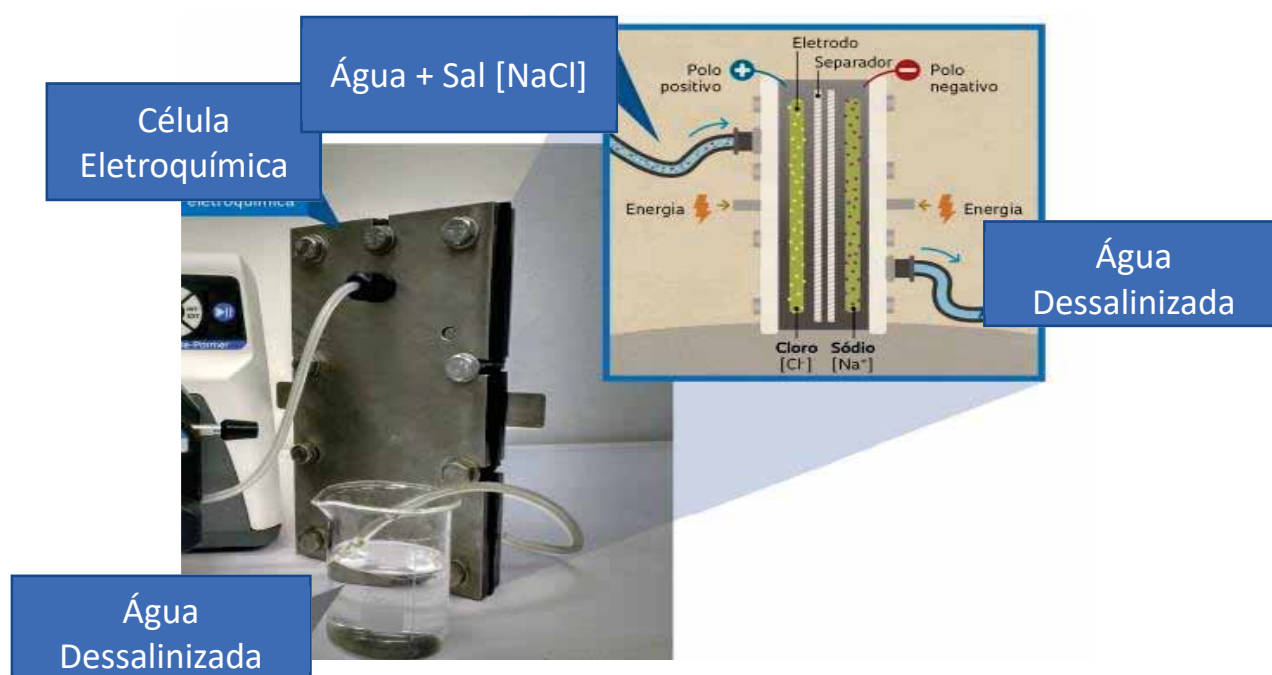 Água + Sal [NaCl]
Célula
Eletroquímica
eletroquímica
Eletrodo
Separador
Polo
positivo
+
−
Polo
negativo
Energia
Energia
Água
Dessalinizada
Cloro
[Cl-]
Sódio
[Na+]
Água
Dessalinizada